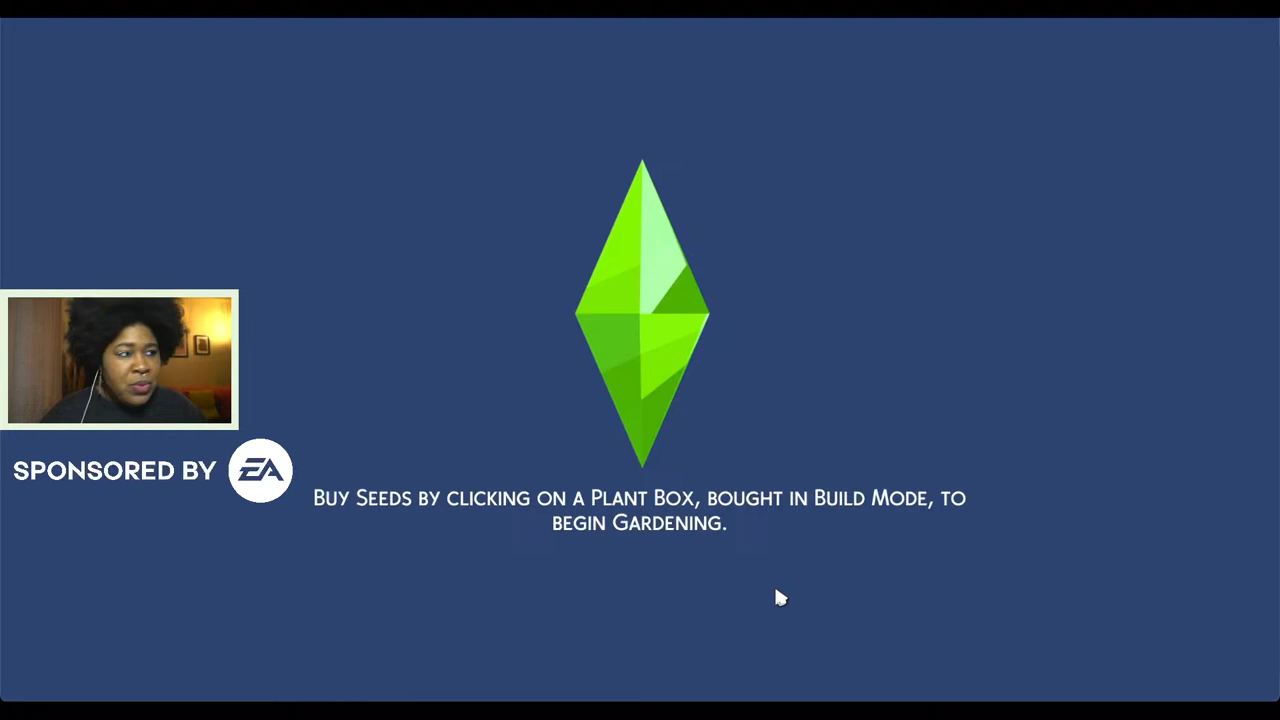 SPONSORED BY EA
BUY SEEDS BY CLICKING ON A PLANT BOX, BOUGHT IN BUILD MODE, TO
BEGIN GARDENING.